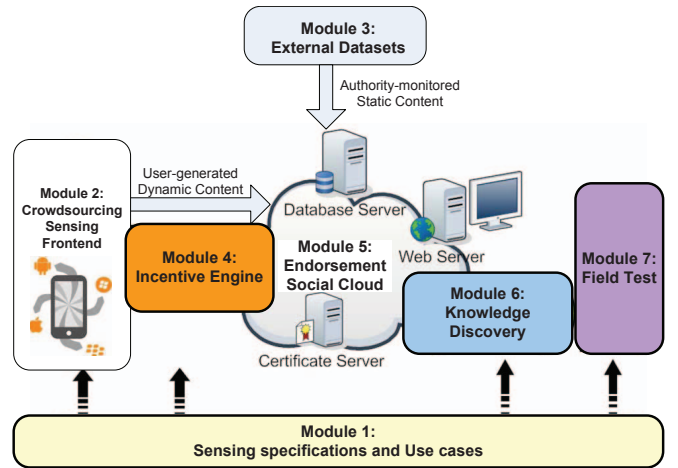 Module 3:
External Datasets
Authority-monitored
Static Content
Module 2:
Crowdsourcing
Sensing
Frontend
User-generated
Dynamic Content
Database Server
Web Server
Module 4:
Incentive Engine
Module 5:
Endorsement
Social Cloud
Certificate Server
Module 6:
Knowledge
Discovery
Module 7:
Field Test
Module 1:
Sensing specifications and Use cases